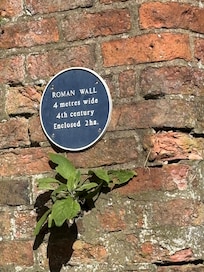 ROMAN WALL
4 metres wide
4th century
Enclosed 2ha.